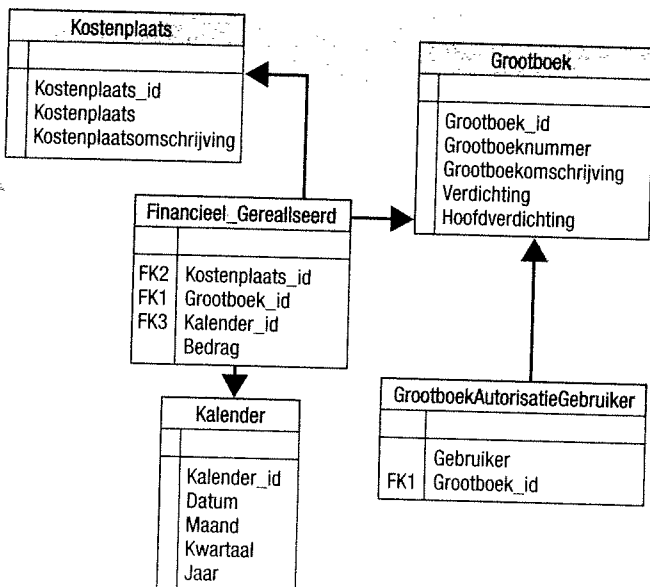 Kostenplaats
Kostenplaats_id
Kostenplaats
Kostenplaatsomschrijving
Grootboek
Grootboek_id
Grootboeknummer
Grootboekomschrijving
Verdichting
Hoofdverdichting
Financieel_Gerealiseerd
FK2 Kostenplaats_id
FK1 Grootboek_id
FK3 Kalender_id
Bedrag
Kalender
Kalender_id
Datum
Maand
Kwartaal
Jaar
GrootboekAutorisatieGebruiker
Gebruiker
FK1 Grootboek_id